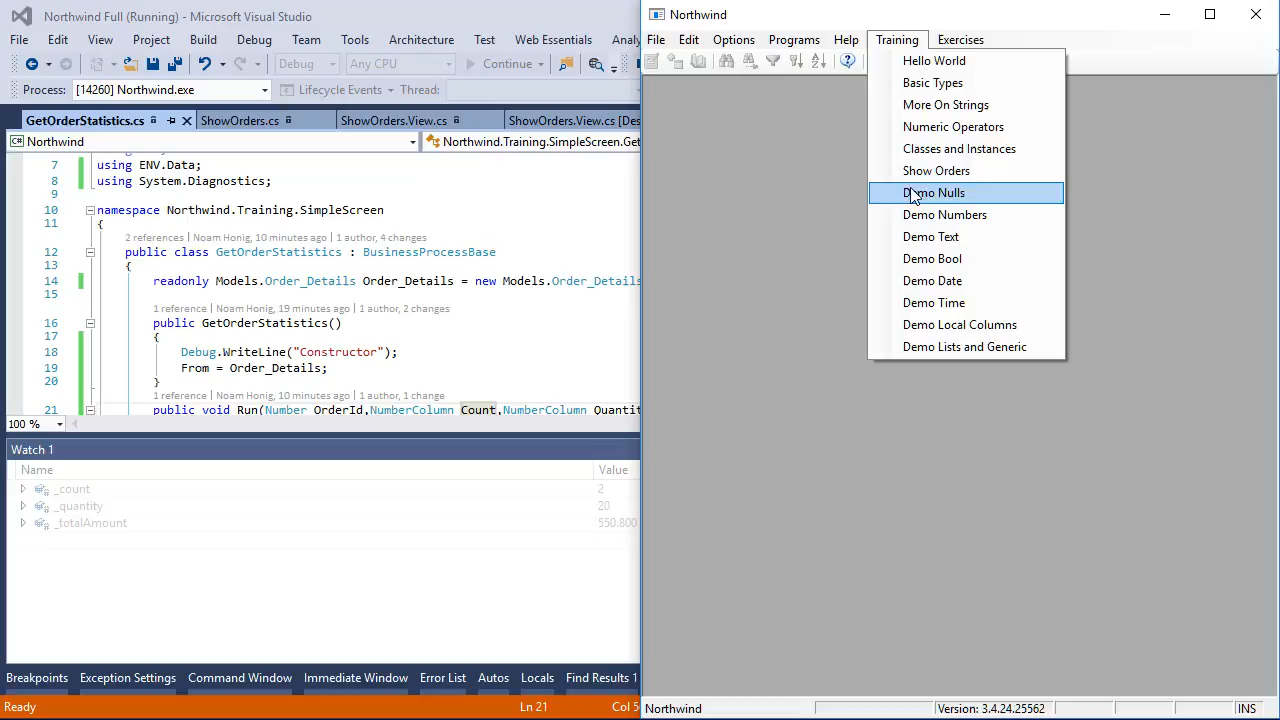 Northwind Full (Running) - Microsoft Visual Studio
File Edit View Project Build Debug Team Tools Architecture Test Web Essentials Analy
Debug Any CPU Continue
Process: [14260] Northwind.exe Lifecycle Events Thread:
GetOrderStatistics.cs ShowOrders.cs ShowOrders.View.cs ShowOrders.View.cs [Des
Northwind Northwind.Training.SimpleScreen.Get
7 using ENV.Data;
8 using System.Diagnostics;
9
10 namespace Northwind.Training.SimpleScreen
11 {
2 references | Noam Honig, 10 minutes ago | 1 author, 4 changes
12 public class GetOrderStatistics : BusinessProcessBase
13 {
14 readonly Models.Order_Details Order_Details = new Models.Order_Details
15
1 reference | Noam Honig, 19 minutes ago | 1 author, 2 changes
16 public GetOrderStatistics()
17 {
18 Debug.WriteLine("Constructor");
19 From = Order_Details;
20 }
1 reference | Noam Honig, 10 minutes ago | 1 author, 1 change
21 public void Run(Number OrderId,NumberColumn Count,NumberColumn Quantit
100 %
Watch 1
Name Value
_count 2
_quantity 20
_totalAmount 550.800
Breakpoints Exception Settings Command Window Immediate Window Error List Autos Locals Find Results 1
Ready Ln 21 Col 5
Northwind
File Edit Options Programs Help Training Exercises
Hello World
Basic Types
More On Strings
Numeric Operators
Classes and Instances
Show Orders
Demo Nulls
Demo Numbers
Demo Text
Demo Bool
Demo Date
Demo Time
Demo Local Columns
Demo Lists and Generic
Northwind Version: 3.4.24.25562 INS